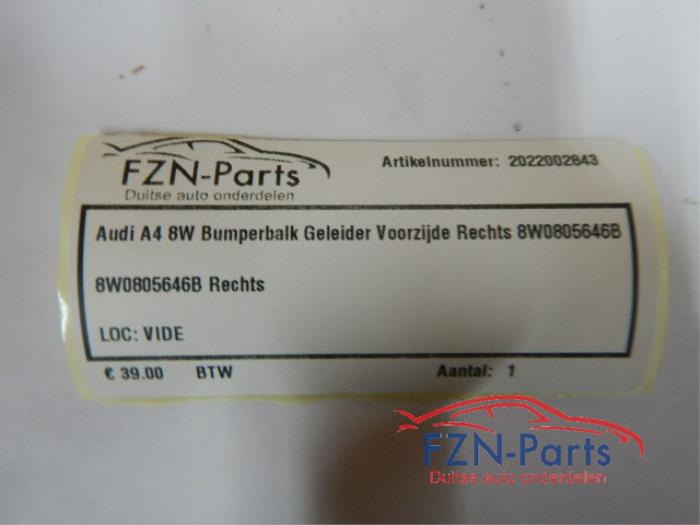 FZN-Parts
Duitse auto onderdelen
Artikelnummer: 2022002843
Audi A4 8W Bumperbalk Geleider Voorzijde Rechts 8W0805646B
8W0805646B Rechts
LOC: VIDE
€ 39.00 BTW Aantal: 1
FZN-Parts
Duitse auto onderdelen